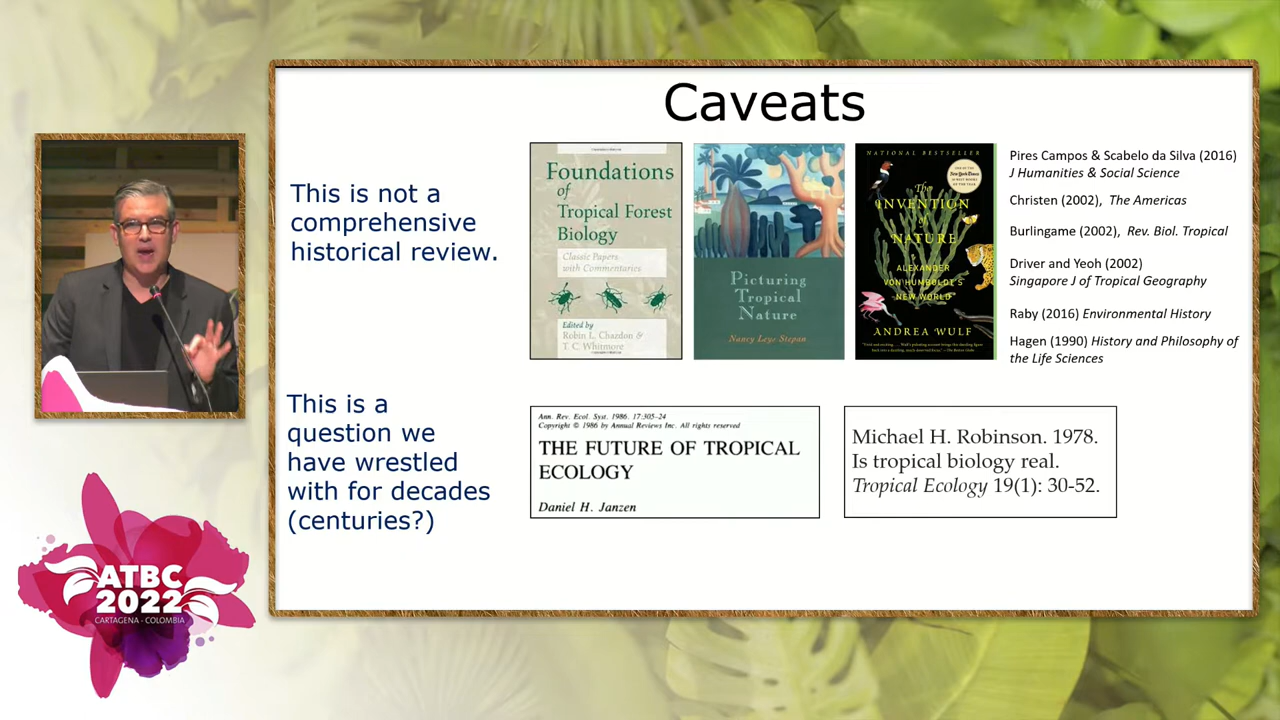 Caveats
This is not a
comprehensive
historical review.
Foundations
of
Tropical Forest
Biology
Classic Papers
with Commentaries
Edited by
Robin L. Chazdon &
T. C. Whitmore
Picturing
Tropical
Nature
Nancy Leys Stepan
NATIONAL BESTSELLER
The
INVENTION
of
NATURE
ALEXANDER
VON HUMBOLDT'S
NEW WORLD
ANDREA WULF
Pires Campos & Scabelo da Silva (2016)
J Humanities & Social Science
Christen (2002), The Americas
Burlingame (2002), Rev. Biol. Tropical
Driver and Yeoh (2002)
Singapore J of Tropical Geography
Raby (2016) Environmental History
Hagen (1990) History and Philosophy of
the Life Sciences
This is a
question we
have wrestled
with for decades
(centuries?)
Ann. Rev. Ecol. Syst. 1986. 17:305-24
Copyright © 1986 by Annual Reviews Inc. All rights reserved
THE FUTURE OF TROPICAL
ECOLOGY
Daniel H. Janzen
Michael H. Robinson. 1978.
Is tropical biology real.
Tropical Ecology 19(1): 30-52.
ATBC
2022
CARTAGENA - COLOMBIA